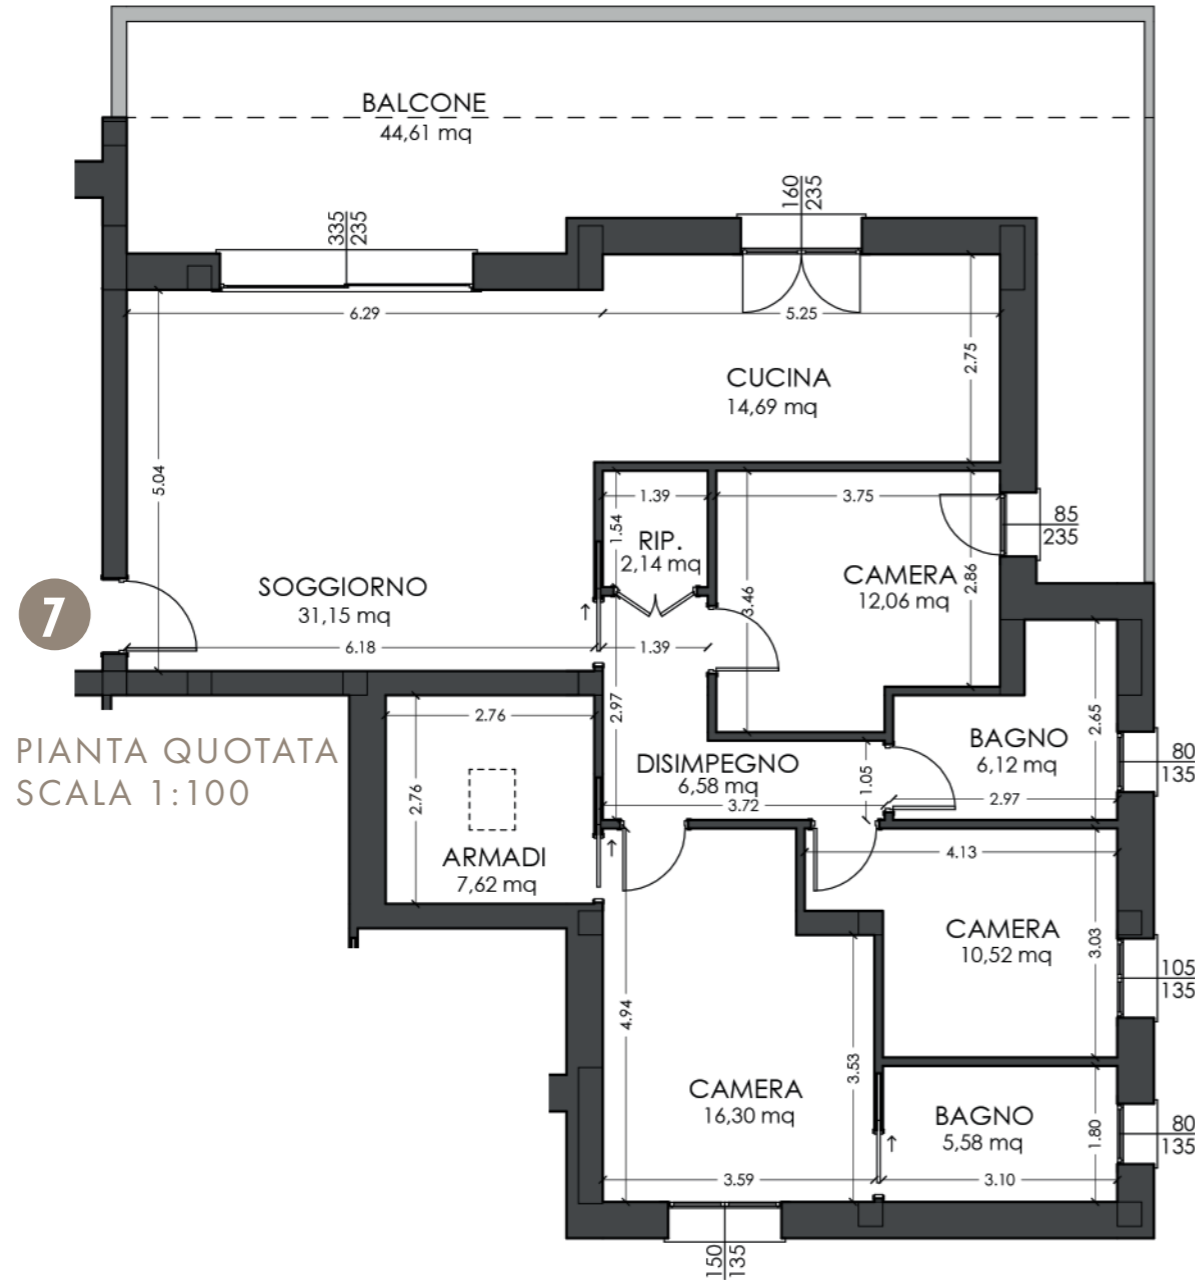 BALCONE
44,61 mq
335
235
160
235
6.29
5.25
2.75
CUCINA
14,69 mq
5.04
1.39
3.75
1.54
RIP.
2,14 mq
85
235
3.46
2.86
CAMERA
12,06 mq
7
SOGGIORNO
31,15 mq
6.18
1.39
2.97
2.76
2.65
PIANTA QUOTATA
SCALA 1:100
BAGNO
6,12 mq
80
135
DISIMPEGNO
6,58 mq
3.72
1.05
2.97
2.76
ARMADI
7,62 mq
4.13
CAMERA
10,52 mq
3.03
105
135
4.94
3.53
CAMERA
16,30 mq
BAGNO
5,58 mq
1.80
80
135
3.59
3.10
150
135